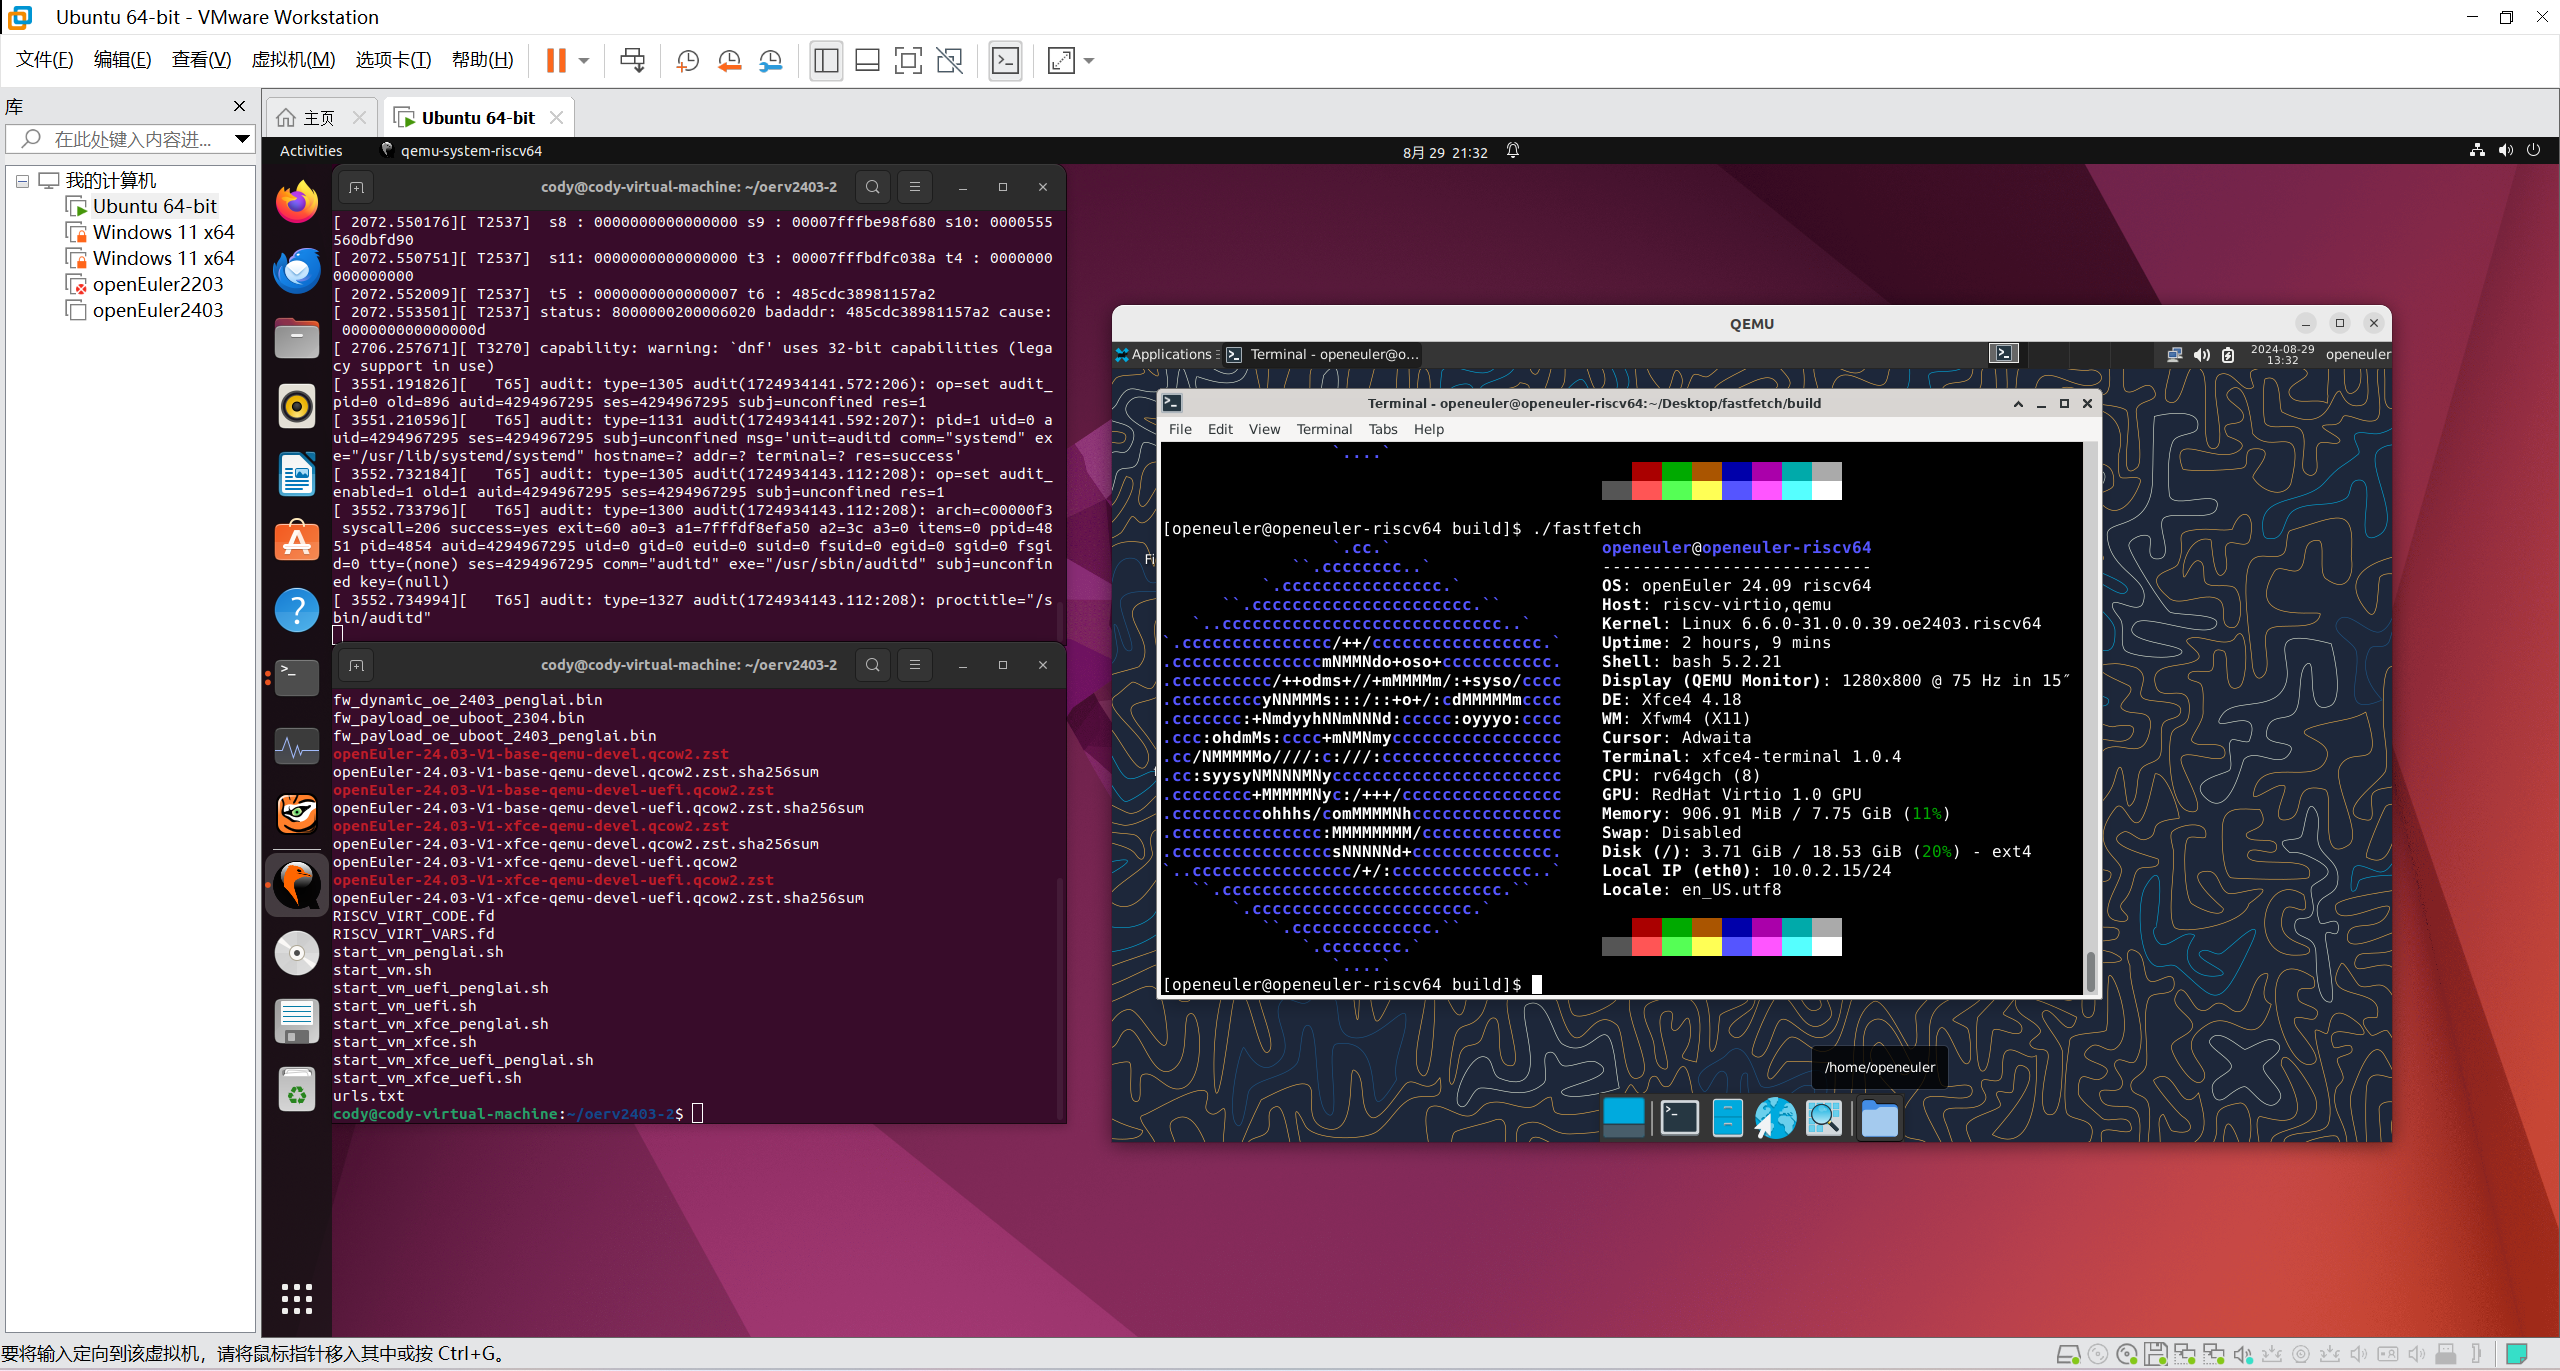 Ubuntu 64-bit - VMware Workstation
文件(F) 编辑(E) 查看(V) 虚拟机(M) 选项卡(T) 帮助(H)
库
在此处键入内容进...
我的计算机
Ubuntu 64-bit
Windows 11 x64
Windows 11 x64
openEuler2203
openEuler2403
主页
Ubuntu 64-bit
Activities
qemu-system-riscv64
8月 29 21:32
cody@cody-virtual-machine: ~/oerv2403-2
[ 2072.550176][ T2537]  s8 : 0000000000000000 s9 : 00007fffbe98f680 s10: 0000555
560dbfd90
[ 2072.550751][ T2537]  s11: 0000000000000000 t3 : 00007fffbdfc038a t4 : 0000000
000000000
[ 2072.552009][ T2537]  t5 : 0000000000000007 t6 : 485cdc38981157a2
[ 2072.553501][ T2537] status: 8000000200006020 badaddr: 485cdc38981157a2 cause:
 000000000000000d
[ 2706.257671][ T3270] capability: warning: `dnf' uses 32-bit capabilities (lega
cy support in use)
[ 3551.191826][   T65] audit: type=1305 audit(1724934141.572:206): op=set audit_
pid=0 old=896 auid=4294967295 ses=4294967295 subj=unconfined res=1
[ 3551.210596][   T65] audit: type=1131 audit(1724934141.592:207): pid=1 uid=0 a
uid=4294967295 ses=4294967295 subj=unconfined msg='unit=auditd comm="systemd" ex
e="/usr/lib/systemd/systemd" hostname=? addr=? terminal=? res=success'
[ 3552.732184][   T65] audit: type=1305 audit(1724934143.112:208): op=set audit_
enabled=1 old=1 auid=4294967295 ses=4294967295 subj=unconfined res=1
[ 3552.733796][   T65] audit: type=1300 audit(1724934143.112:208): arch=c00000f3
 syscall=206 success=yes exit=60 a0=3 a1=7fffdf8efa50 a2=3c a3=0 items=0 ppid=48
51 pid=4854 auid=4294967295 uid=0 gid=0 euid=0 suid=0 fsuid=0 egid=0 sgid=0 fsgi
d=0 tty=(none) ses=4294967295 comm="auditd" exe="/usr/sbin/auditd" subj=unconfin
ed key=(null)
[ 3552.734994][   T65] audit: type=1327 audit(1724934143.112:208): proctitle="/s
bin/auditd"
cody@cody-virtual-machine: ~/oerv2403-2
fw_dynamic_oe_2403_penglai.bin
fw_payload_oe_uboot_2304.bin
fw_payload_oe_uboot_2403_penglai.bin
openEuler-24.03-V1-base-qemu-devel.qcow2.zst
openEuler-24.03-V1-base-qemu-devel.qcow2.zst.sha256sum
openEuler-24.03-V1-base-qemu-devel-uefi.qcow2.zst
openEuler-24.03-V1-base-qemu-devel-uefi.qcow2.zst.sha256sum
openEuler-24.03-V1-xfce-qemu-devel.qcow2.zst
openEuler-24.03-V1-xfce-qemu-devel.qcow2.zst.sha256sum
openEuler-24.03-V1-xfce-qemu-devel-uefi.qcow2
openEuler-24.03-V1-xfce-qemu-devel-uefi.qcow2.zst
openEuler-24.03-V1-xfce-qemu-devel-uefi.qcow2.zst.sha256sum
RISCV_VIRT_CODE.fd
RISCV_VIRT_VARS.fd
start_vm_penglai.sh
start_vm.sh
start_vm_uefi_penglai.sh
start_vm_uefi.sh
start_vm_xfce_penglai.sh
start_vm_xfce.sh
start_vm_xfce_uefi_penglai.sh
start_vm_xfce_uefi.sh
urls.txt
cody@cody-virtual-machine:~/oerv2403-2$
QEMU
Applications
Terminal - openeuler@o...
2024-08-29
13:32
openeuler
Terminal - openeuler@openeuler-riscv64:~/Desktop/fastfetch/build
File Edit View Terminal Tabs Help
[openeuler@openeuler-riscv64 build]$ ./fastfetch
openeuler@openeuler-riscv64
---------------------------
OS: openEuler 24.09 riscv64
Host: riscv-virtio,qemu
Kernel: Linux 6.6.0-31.0.0.39.oe2403.riscv64
Uptime: 2 hours, 9 mins
Shell: bash 5.2.21
Display (QEMU Monitor): 1280x800 @ 75 Hz in 15″
DE: Xfce4 4.18
WM: Xfwm4 (X11)
Cursor: Adwaita
Terminal: xfce4-terminal 1.0.4
CPU: rv64gch (8)
GPU: RedHat Virtio 1.0 GPU
Memory: 906.91 MiB / 7.75 GiB (11%)
Swap: Disabled
Disk (/): 3.71 GiB / 18.53 GiB (20%) - ext4
Local IP (eth0): 10.0.2.15/24
Locale: en_US.utf8
[openeuler@openeuler-riscv64 build]$
/home/openeuler
要将输入定向到该虚拟机，请将鼠标指针移入其中或按 Ctrl+G。